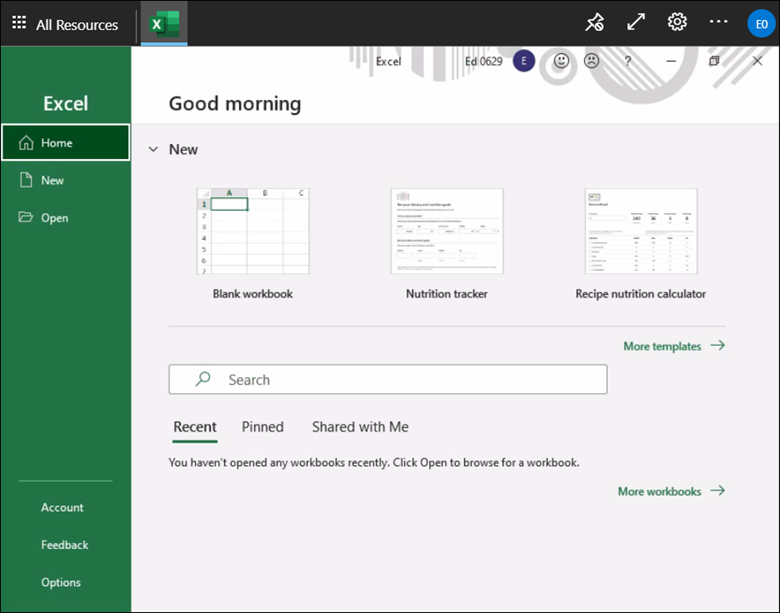 All Resources
EO
Excel
Ed 0629
E
?
Excel
Good morning
Home
New
New
Open
A B C
1
2
3
4
5
6
7
Blank workbook
Nutrition tracker
Recipe nutrition calculator
More templates
Search
Recent Pinned Shared with Me
You haven't opened any workbooks recently. Click Open to browse for a workbook.
More workbooks
Account
Feedback
Options